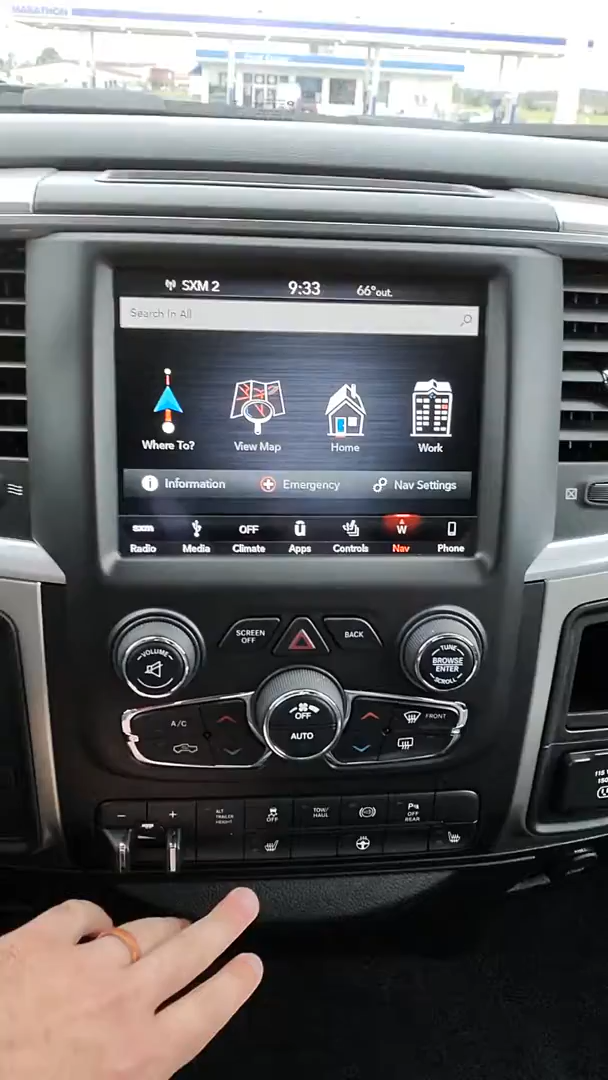 MARATHON
SXM 2 9:33 66°out.
Search In All
Where To? View Map Home Work
Information Emergency Nav Settings
OFF
W
Radio Media Climate Apps Controls Nav Phone
SCREEN OFF
BACK
VOLUME
TUNE
BROWSE
ENTER
SCROLL
A/C
OFF
AUTO
FRONT
− +
ALT
TRAILER
HEIGHT
OFF
TOW/
HAUL
P
OFF
REAR
115
150